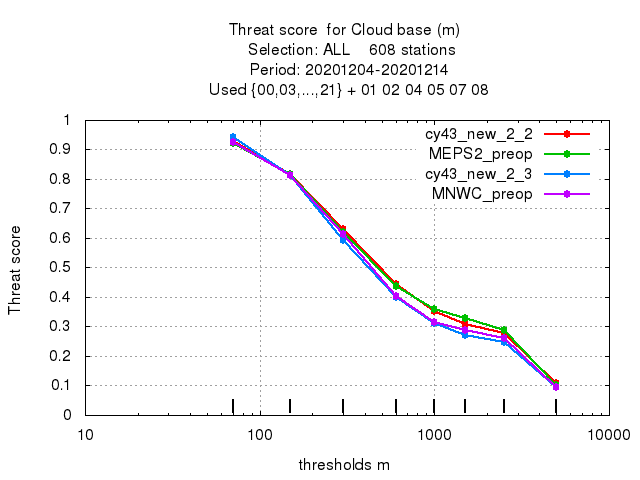 Threat score  for Cloud base (m)
Selection: ALL    608 stations
Period: 20201204-20201214
Used {00,03,...,21} + 01 02 04 05 07 08
cy43_new_2_2
MEPS2_preop
cy43_new_2_3
MNWC_preop
Threat score
1
0.9
0.8
0.7
0.6
0.5
0.4
0.3
0.2
0.1
0
10 100 1000 10000
thresholds m